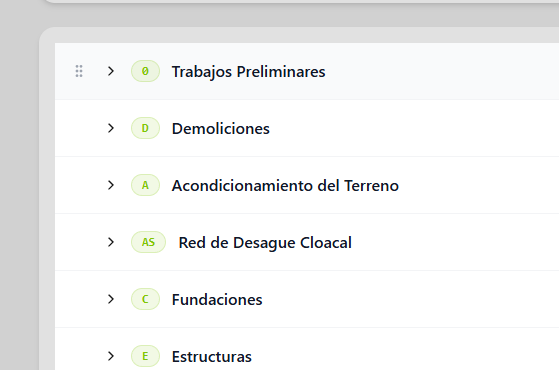 0 Trabajos Preliminares
D Demoliciones
A Acondicionamiento del Terreno
AS Red de Desague Cloacal
C Fundaciones
E Estructuras